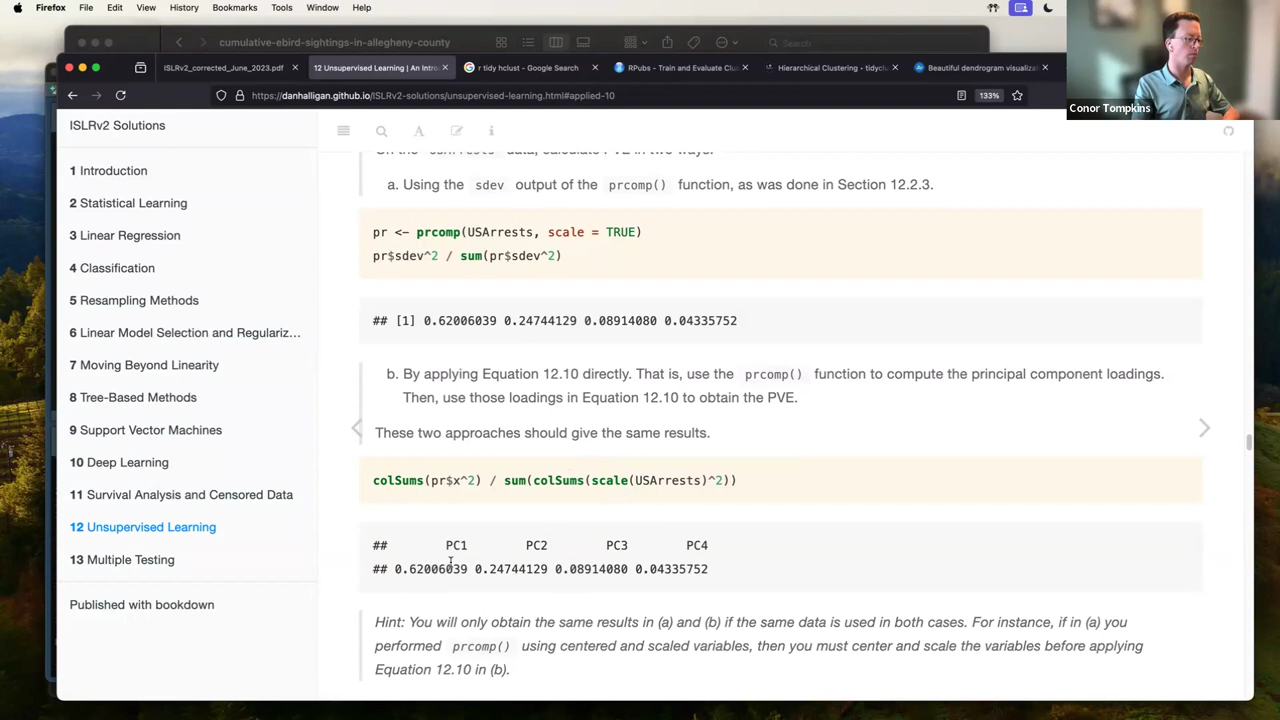 Firefox File Edit View History Bookmarks Tools Window Help
cumulative-ebird-sightings-in-allegheny-county
Search
Conor Tompkins
ISLRv2_corrected_June_2023.pdf
12 Unsupervised Learning | An Intro
r tidy hclust - Google Search
RPubs - Train and Evaluate Clu
Hierarchical Clustering - tidyclu
Beautiful dendrogram visualiza
https://danhalligan.github.io/ISLRv2-solutions/unsupervised-learning.html#applied-10
133%
ISLRv2 Solutions
1 Introduction
2 Statistical Learning
3 Linear Regression
4 Classification
5 Resampling Methods
6 Linear Model Selection and Regulariz…
7 Moving Beyond Linearity
8 Tree-Based Methods
9 Support Vector Machines
10 Deep Learning
11 Survival Analysis and Censored Data
12 Unsupervised Learning
13 Multiple Testing
Published with bookdown
On the USArrests data, calculate PVE in two ways:
a. Using the sdev output of the prcomp() function, as was done in Section 12.2.3.
pr <- prcomp(USArrests, scale = TRUE)
pr$sdev^2 / sum(pr$sdev^2)
## [1] 0.62006039 0.24744129 0.08914080 0.04335752
b. By applying Equation 12.10 directly. That is, use the prcomp() function to compute the principal component loadings.
Then, use those loadings in Equation 12.10 to obtain the PVE.
These two approaches should give the same results.
colSums(pr$x^2) / sum(colSums(scale(USArrests)^2))
## PC1 PC2 PC3 PC4
## 0.62006039 0.24744129 0.08914080 0.04335752
Hint: You will only obtain the same results in (a) and (b) if the same data is used in both cases. For instance, if in (a) you
performed prcomp() using centered and scaled variables, then you must center and scale the variables before applying
Equation 12.10 in (b).